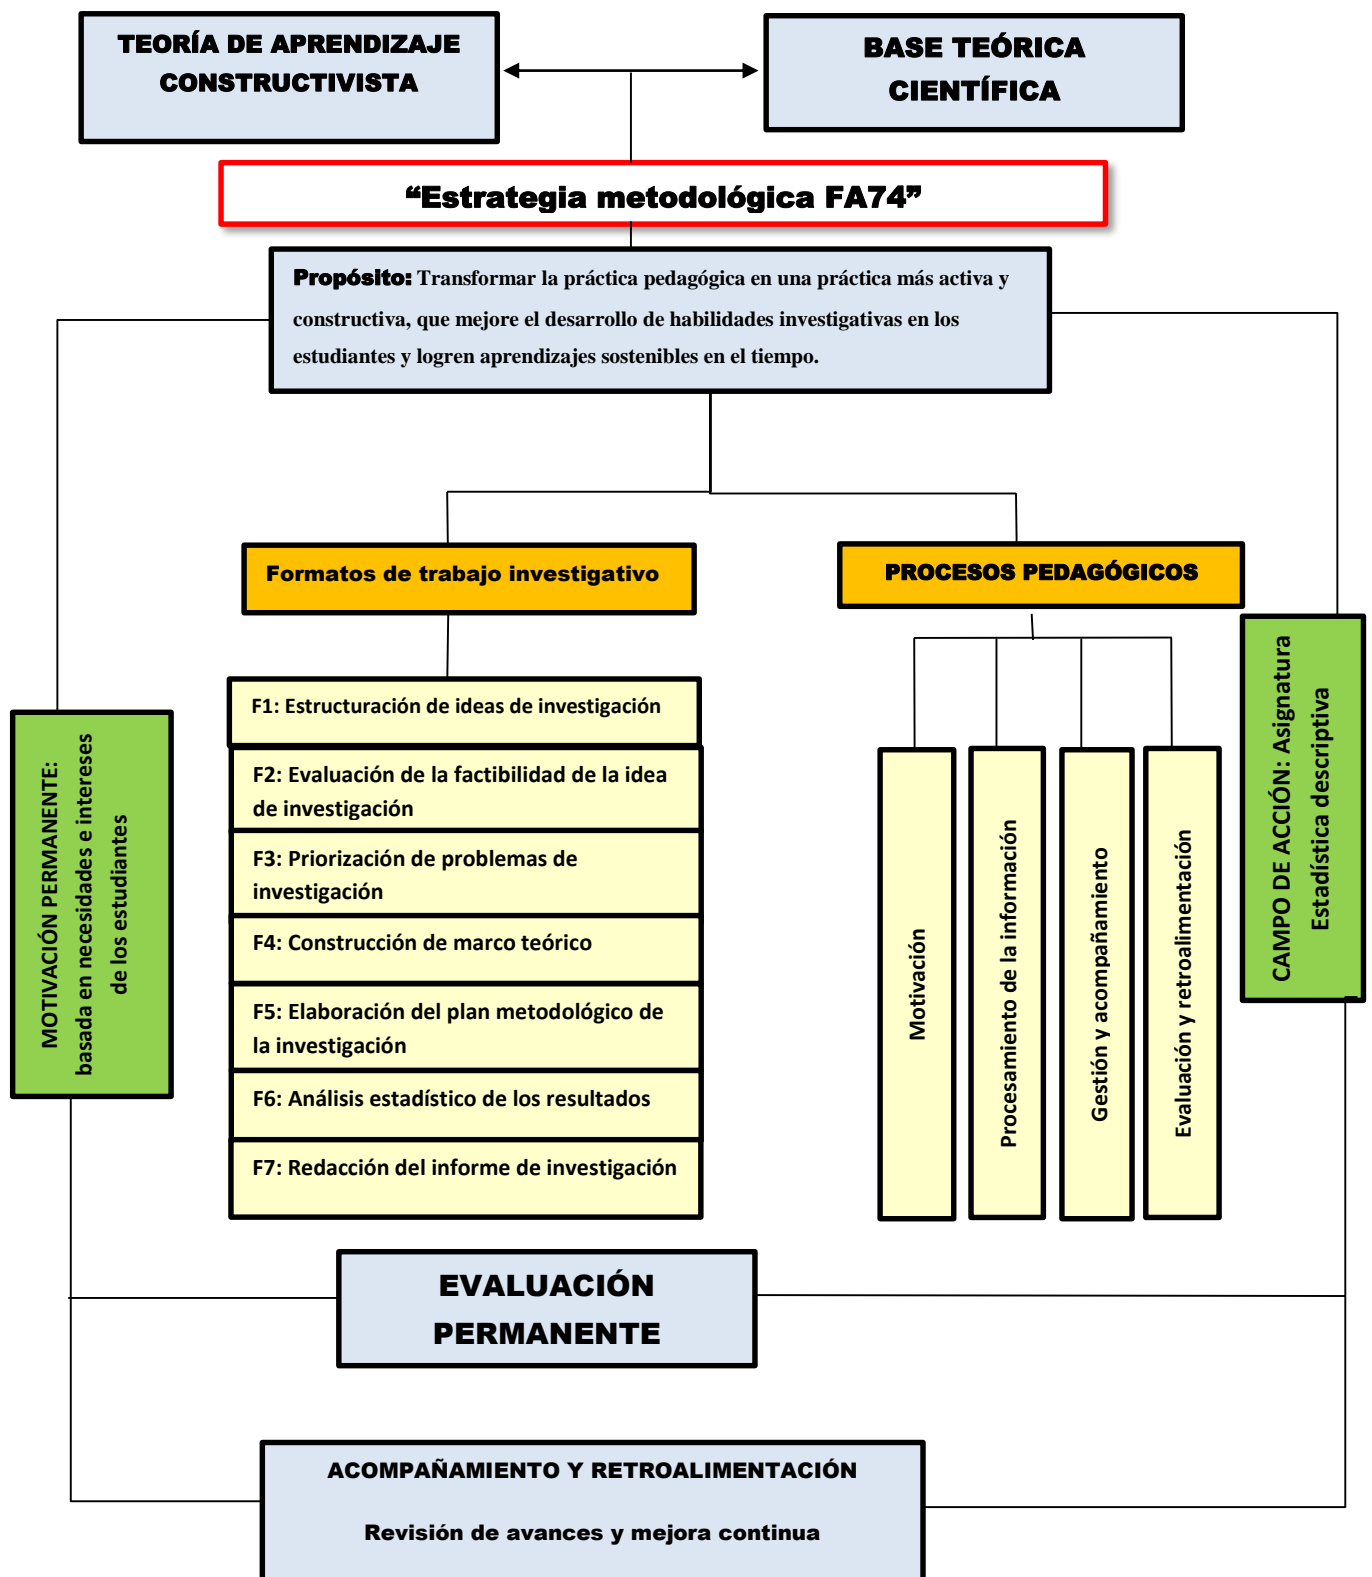 TEORÍA DE APRENDIZAJE
CONSTRUCTIVISTA
BASE TEÓRICA
CIENTÍFICA
“Estrategia metodológica FA74”
Propósito: Transformar la práctica pedagógica en una práctica más activa y
constructiva, que mejore el desarrollo de habilidades investigativas en los
estudiantes y logren aprendizajes sostenibles en el tiempo.
Formatos de trabajo investigativo
PROCESOS PEDAGÓGICOS
MOTIVACIÓN PERMANENTE:
basada en necesidades e intereses
de los estudiantes
F1: Estructuración de ideas de investigación
F2: Evaluación de la factibilidad de la idea
de investigación
F3: Priorización de problemas de
investigación
F4: Construcción de marco teórico
F5: Elaboración del plan metodológico de
la investigación
F6: Análisis estadístico de los resultados
F7: Redacción del informe de investigación
Motivación
Procesamiento de la información
Gestión y acompañamiento
Evaluación y retroalimentación
CAMPO DE ACCIÓN: Asignatura
Estadística descriptiva
EVALUACIÓN
PERMANENTE
ACOMPAÑAMIENTO Y RETROALIMENTACIÓN
Revisión de avances y mejora continua